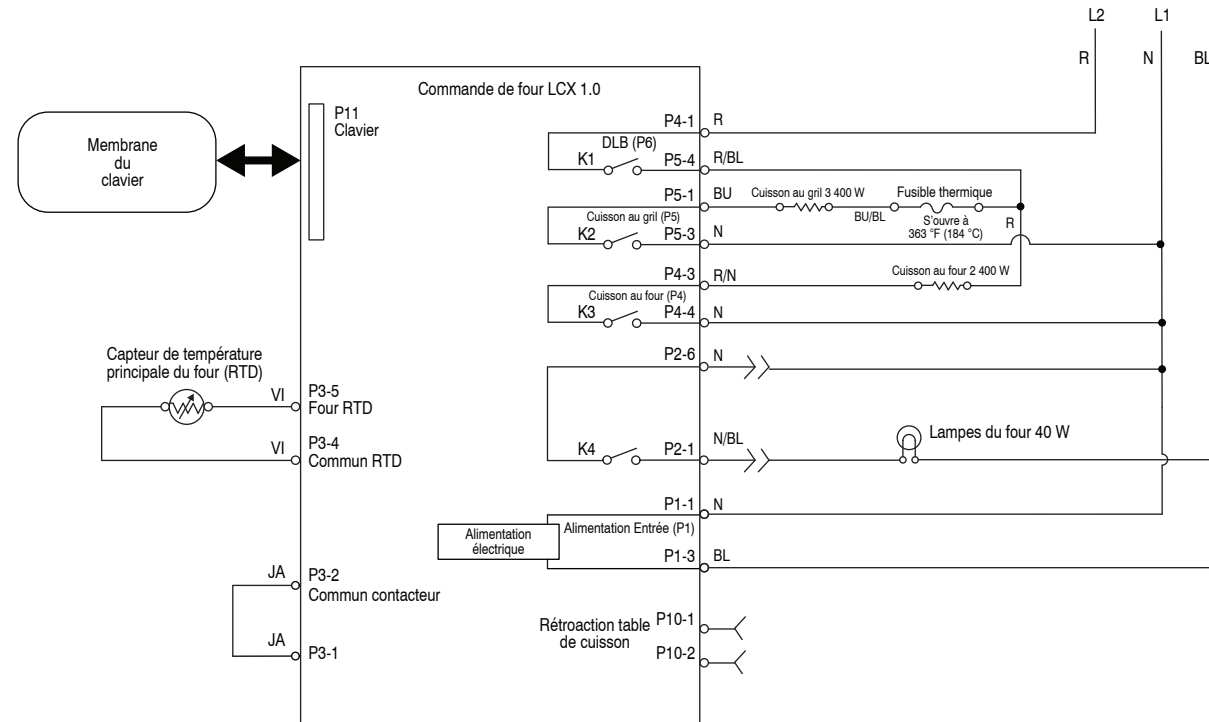 L2 L1
R N BL
Commande de four LCX 1.0
P11
Clavier
Membrane
du
clavier
P4-1 R
DLB (P6)
K1 P5-4 R/BL
P5-1 BU Cuisson au gril 3 400 W Fusible thermique
BU/BL S'ouvre à
363 °F (184 °C)
R
Cuisson au gril (P5)
K2 P5-3 N
P4-3 R/N Cuisson au four 2 400 W
Cuisson au four (P4)
K3 P4-4 N
P2-6 N
Capteur de température
principale du four (RTD)
VI P3-5
Four RTD
VI P3-4
Commun RTD
K4 P2-1 N/BL Lampes du four 40 W
P1-1 N
Alimentation
électrique
Alimentation Entrée (P1)
P1-3 BL
JA P3-2
Commun contacteur
JA P3-1
Rétroaction table
de cuisson
P10-1
P10-2